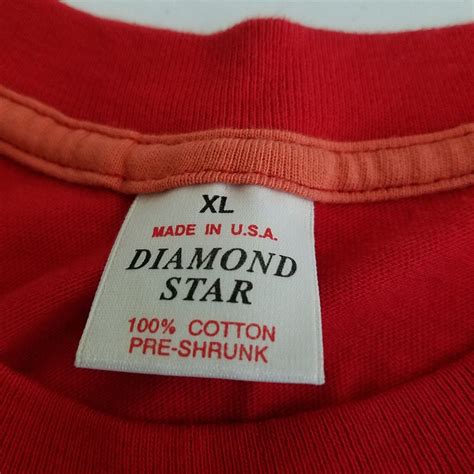 XL
MADE IN U.S.A.
DIAMOND
STAR
100% COTTON
PRE-SHRUNK